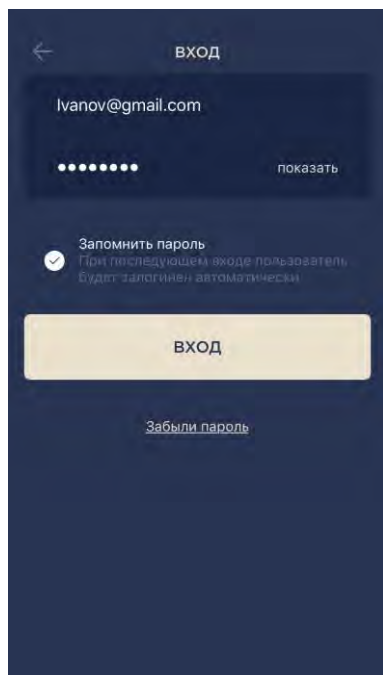 ВХОД
Ivanov@gmail.com
●●●●●●●● показать
Запомнить пароль
При последующем входе пользователь
будет залогинен автоматически
ВХОД
Забыли пароль